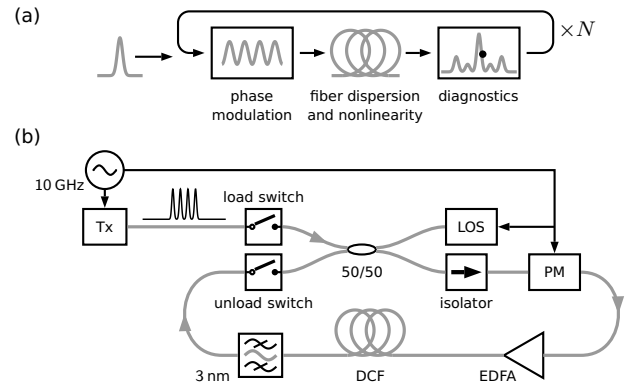 (a)
×N
phase
modulation
fiber dispersion
and nonlinearity
diagnostics
(b)
10 GHz
load switch
Tx
LOS
50/50
unload switch
isolator
PM
3 nm
DCF
EDFA